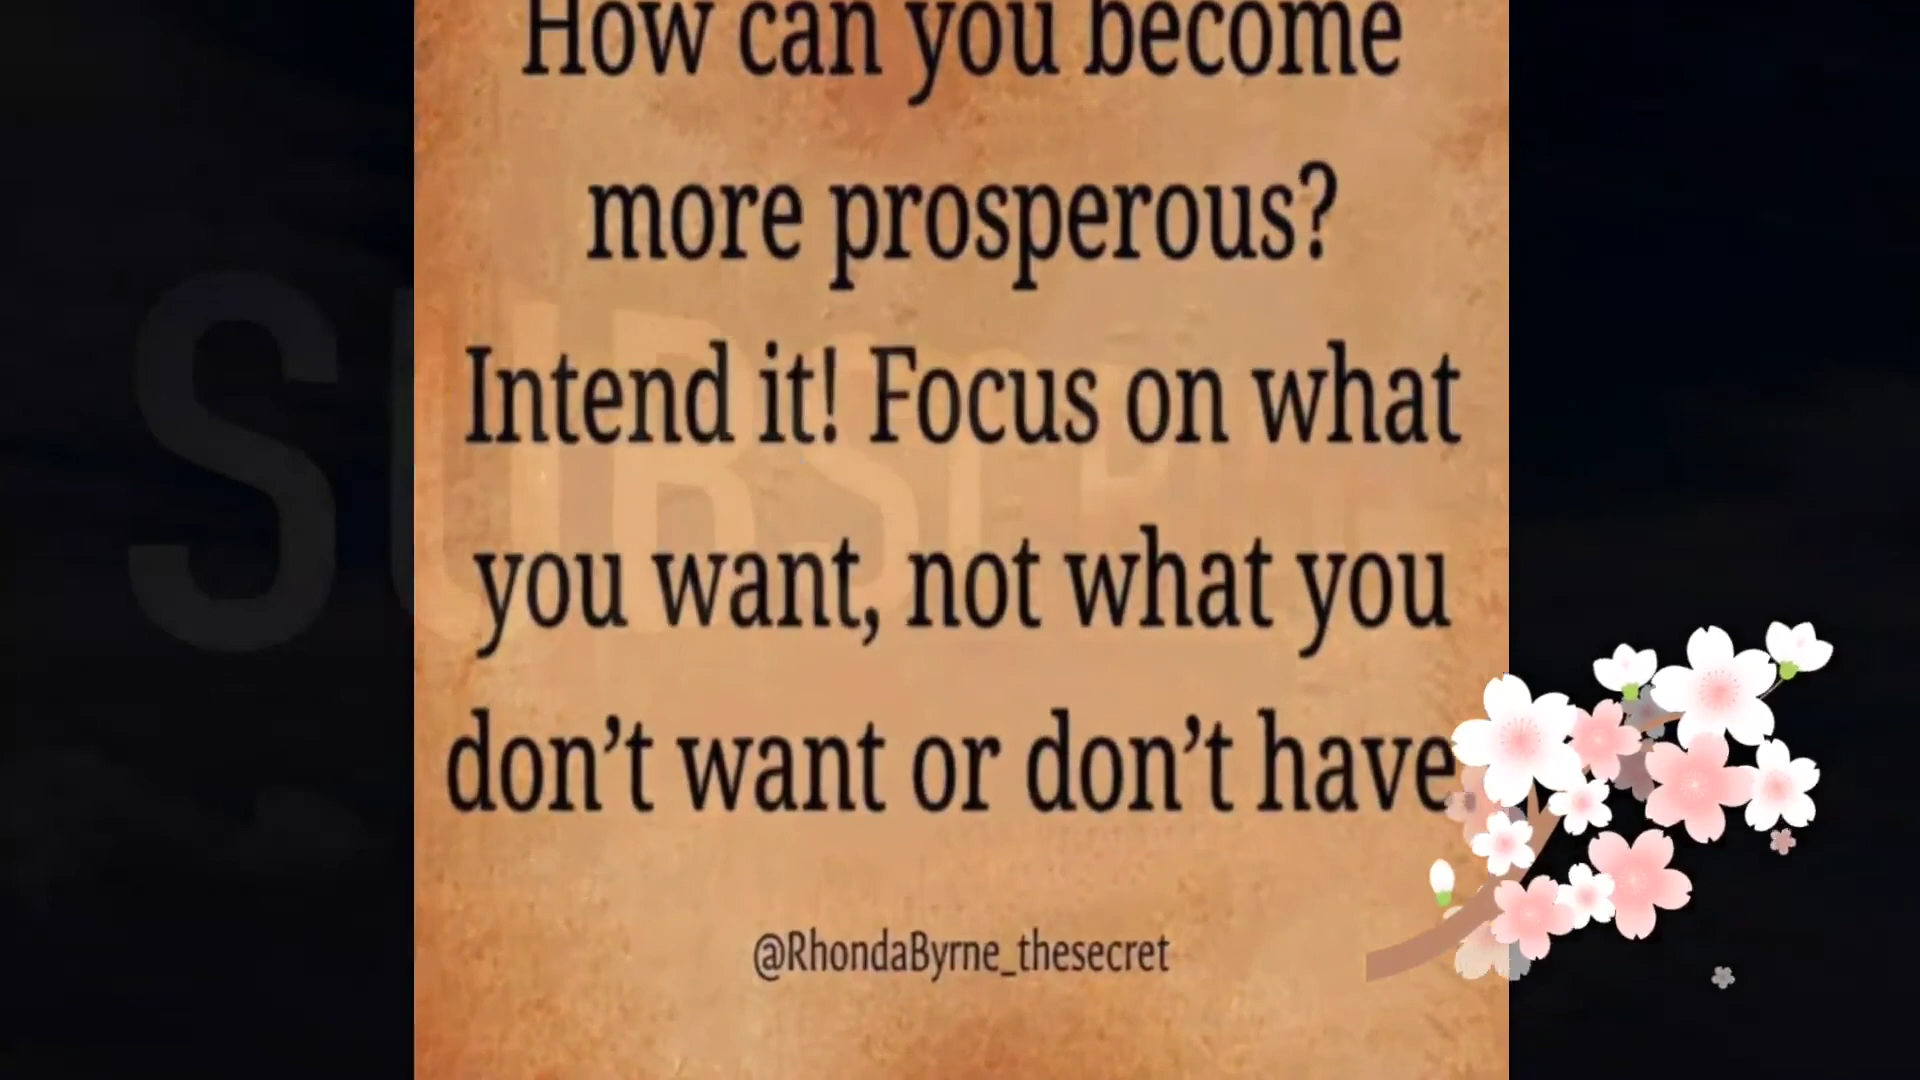 How can you become
more prosperous?
Intend it! Focus on what
you want, not what you
don't want or don't have
@RhondaByrne_thesecret
SUBSCRIBE